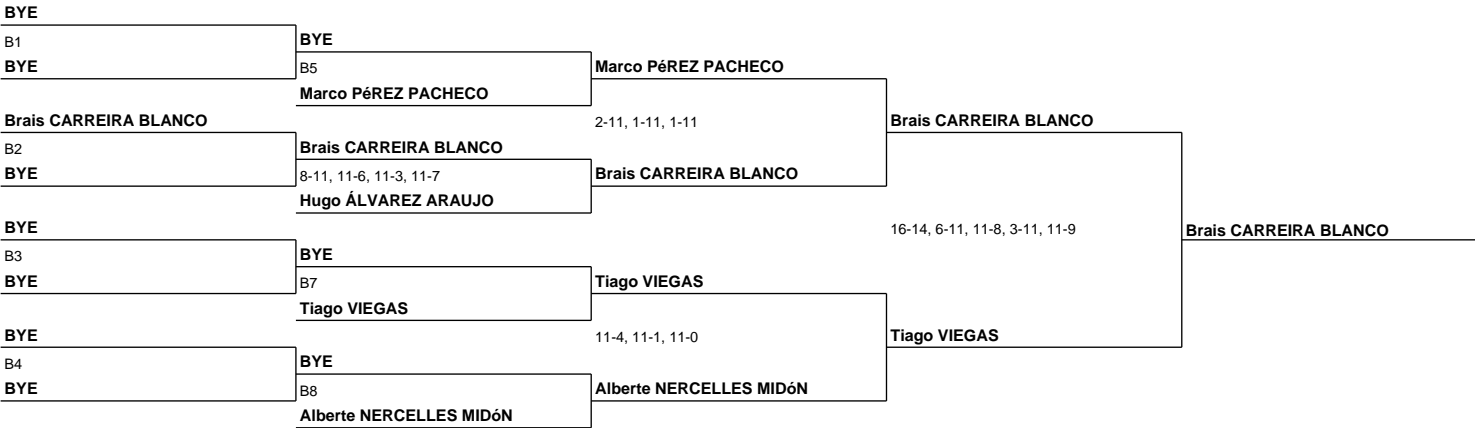 BYE
B1
BYE
BYE
B5
Marco PéREZ PACHECO
Marco PéREZ PACHECO
Brais CARREIRA BLANCO
2-11, 1-11, 1-11
Brais CARREIRA BLANCO
B2
Brais CARREIRA BLANCO
BYE
8-11, 11-6, 11-3, 11-7
Brais CARREIRA BLANCO
Hugo ÁLVAREZ ARAUJO
BYE
16-14, 6-11, 11-8, 3-11, 11-9
Brais CARREIRA BLANCO
B3
BYE
BYE
B7
Tiago VIEGAS
Tiago VIEGAS
11-4, 11-1, 11-0
Tiago VIEGAS
BYE
B4
BYE
BYE
B8
Alberte NERCELLES MIDóN
Alberte NERCELLES MIDóN